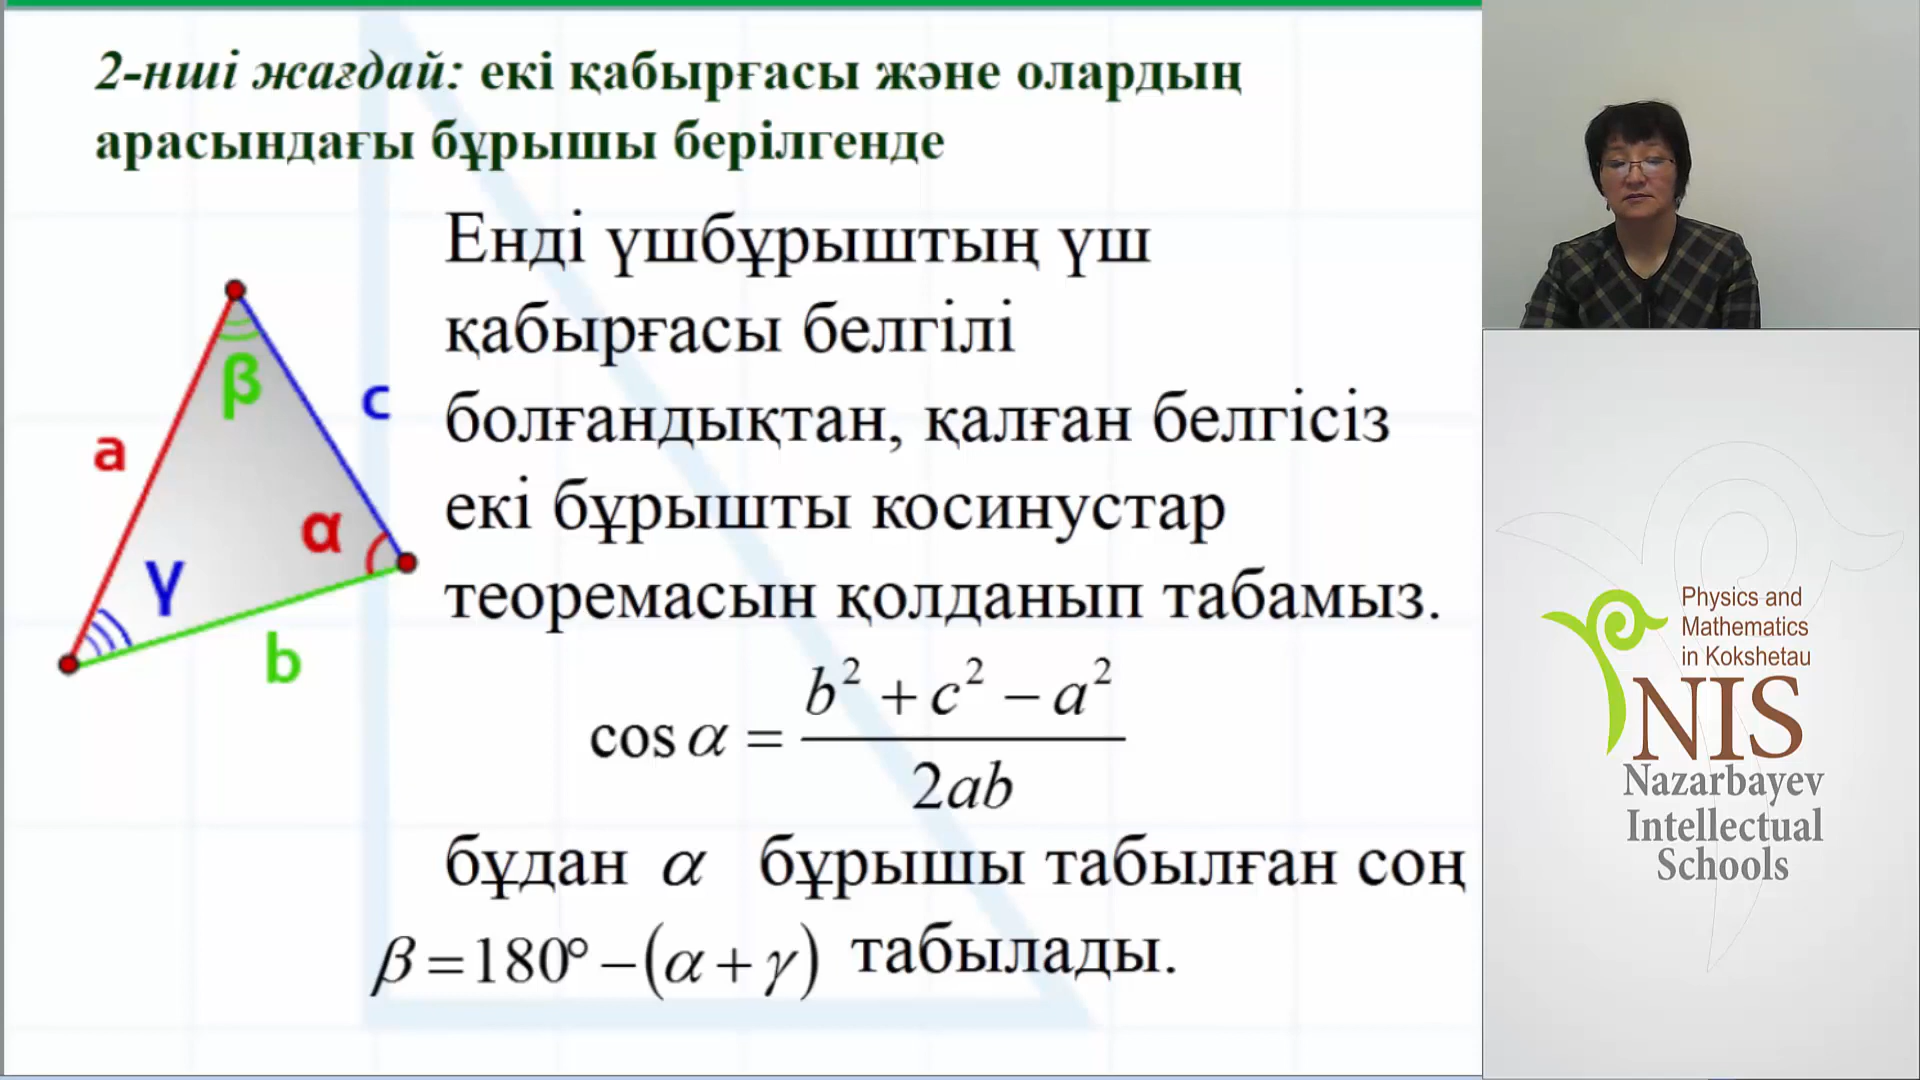 2-нші жағдай: екі қабырғасы және олардың
арасындағы бұрышы берілгенде
Енді үшбұрыштың үш
қабырғасы белгілі
болғандықтан, қалған белгісіз
екі бұрышты косинустар
теоремасын қолданып табамыз.
cos α = (b² + c² − a²) / 2ab
бұдан α бұрышы табылған соң
β = 180° − (α + γ) табылады.
β
c
a
α
γ
b
Physics and
Mathematics
in Kokshetau
NIS
Nazarbayev
Intellectual
Schools